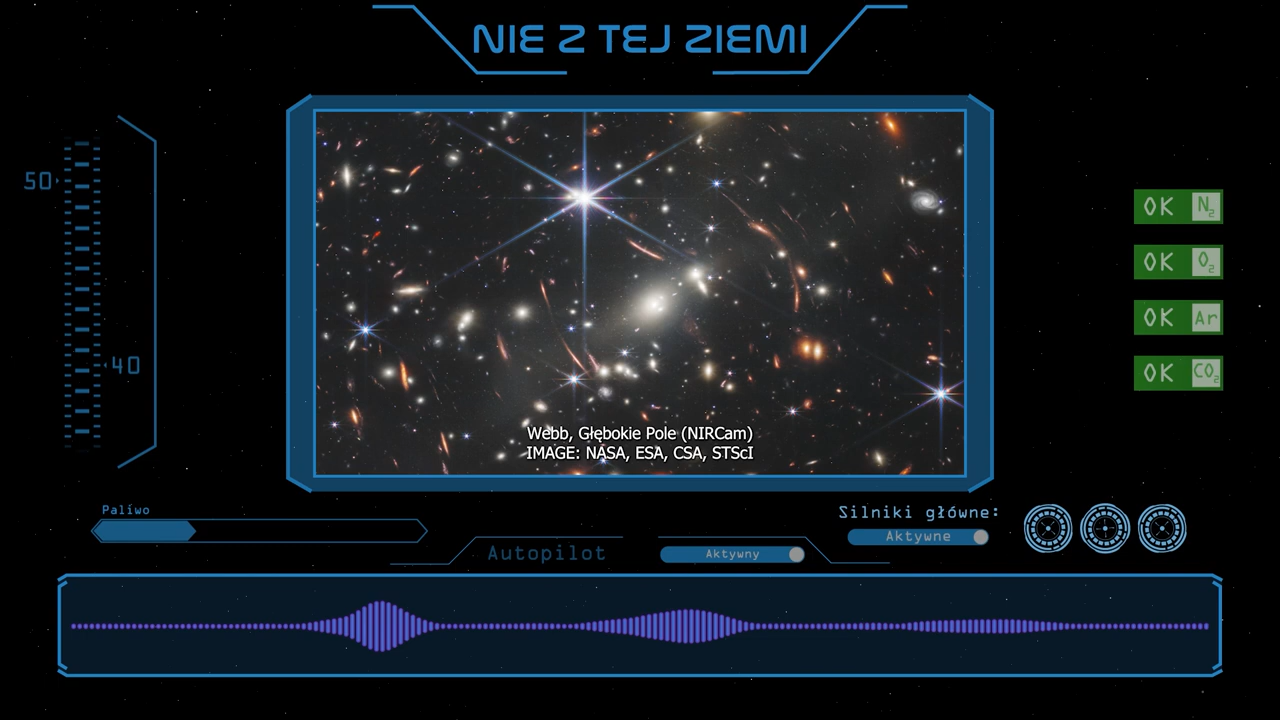 NIE Z TEJ ZIEMI
50
40
OK N₂
OK O₂
OK Ar
OK CO₂
Webb, Głębokie Pole (NIRCam)
IMAGE: NASA, ESA, CSA, STScI
Paliwo
Silniki główne:
Aktywne
Autopilot
Aktywny